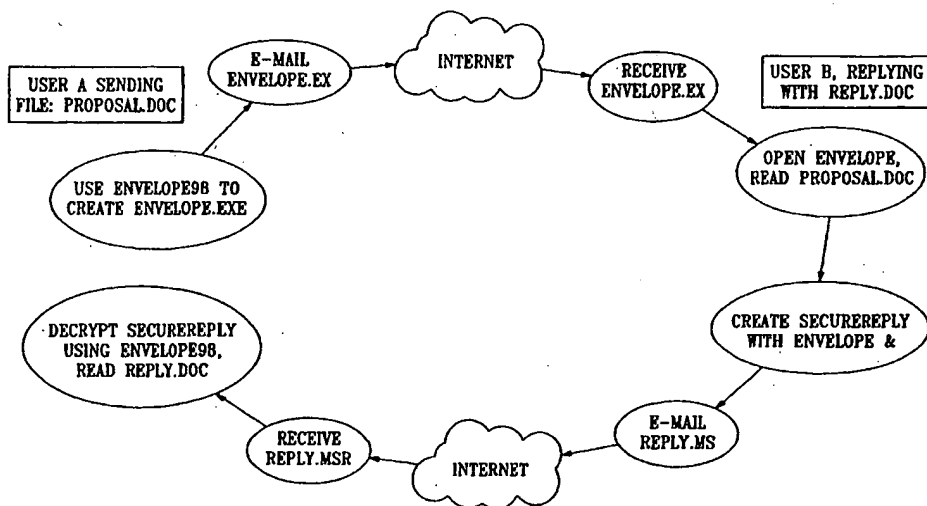 USER A SENDING
FILE: PROPOSAL.DOC
E-MAIL
ENVELOPE.EX
INTERNET
RECEIVE
ENVELOPE.EX
USER B, REPLYING
WITH REPLY.DOC
USE ENVELOPE98 TO
CREATE ENVELOPE.EXE
OPEN ENVELOPE,
READ PROPOSAL.DOC
DECRYPT SECUREREPLY
USING ENVELOPE98,
READ REPLY.DOC
CREATE SECUREREPLY
WITH ENVELOPE &
RECEIVE
REPLY.MSR
INTERNET
E-MAIL
REPLY.MS